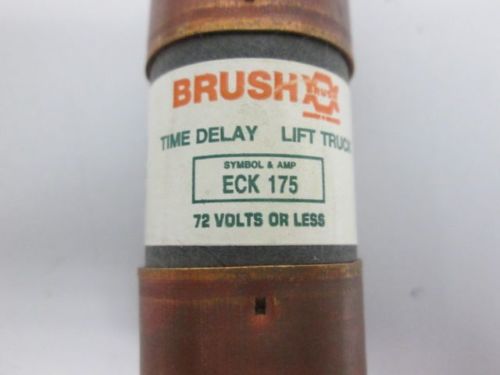 BRUSH
TIME DELAY LIFT TRUCK
SYMBOL & AMP
ECK 175
72 VOLTS OR LESS